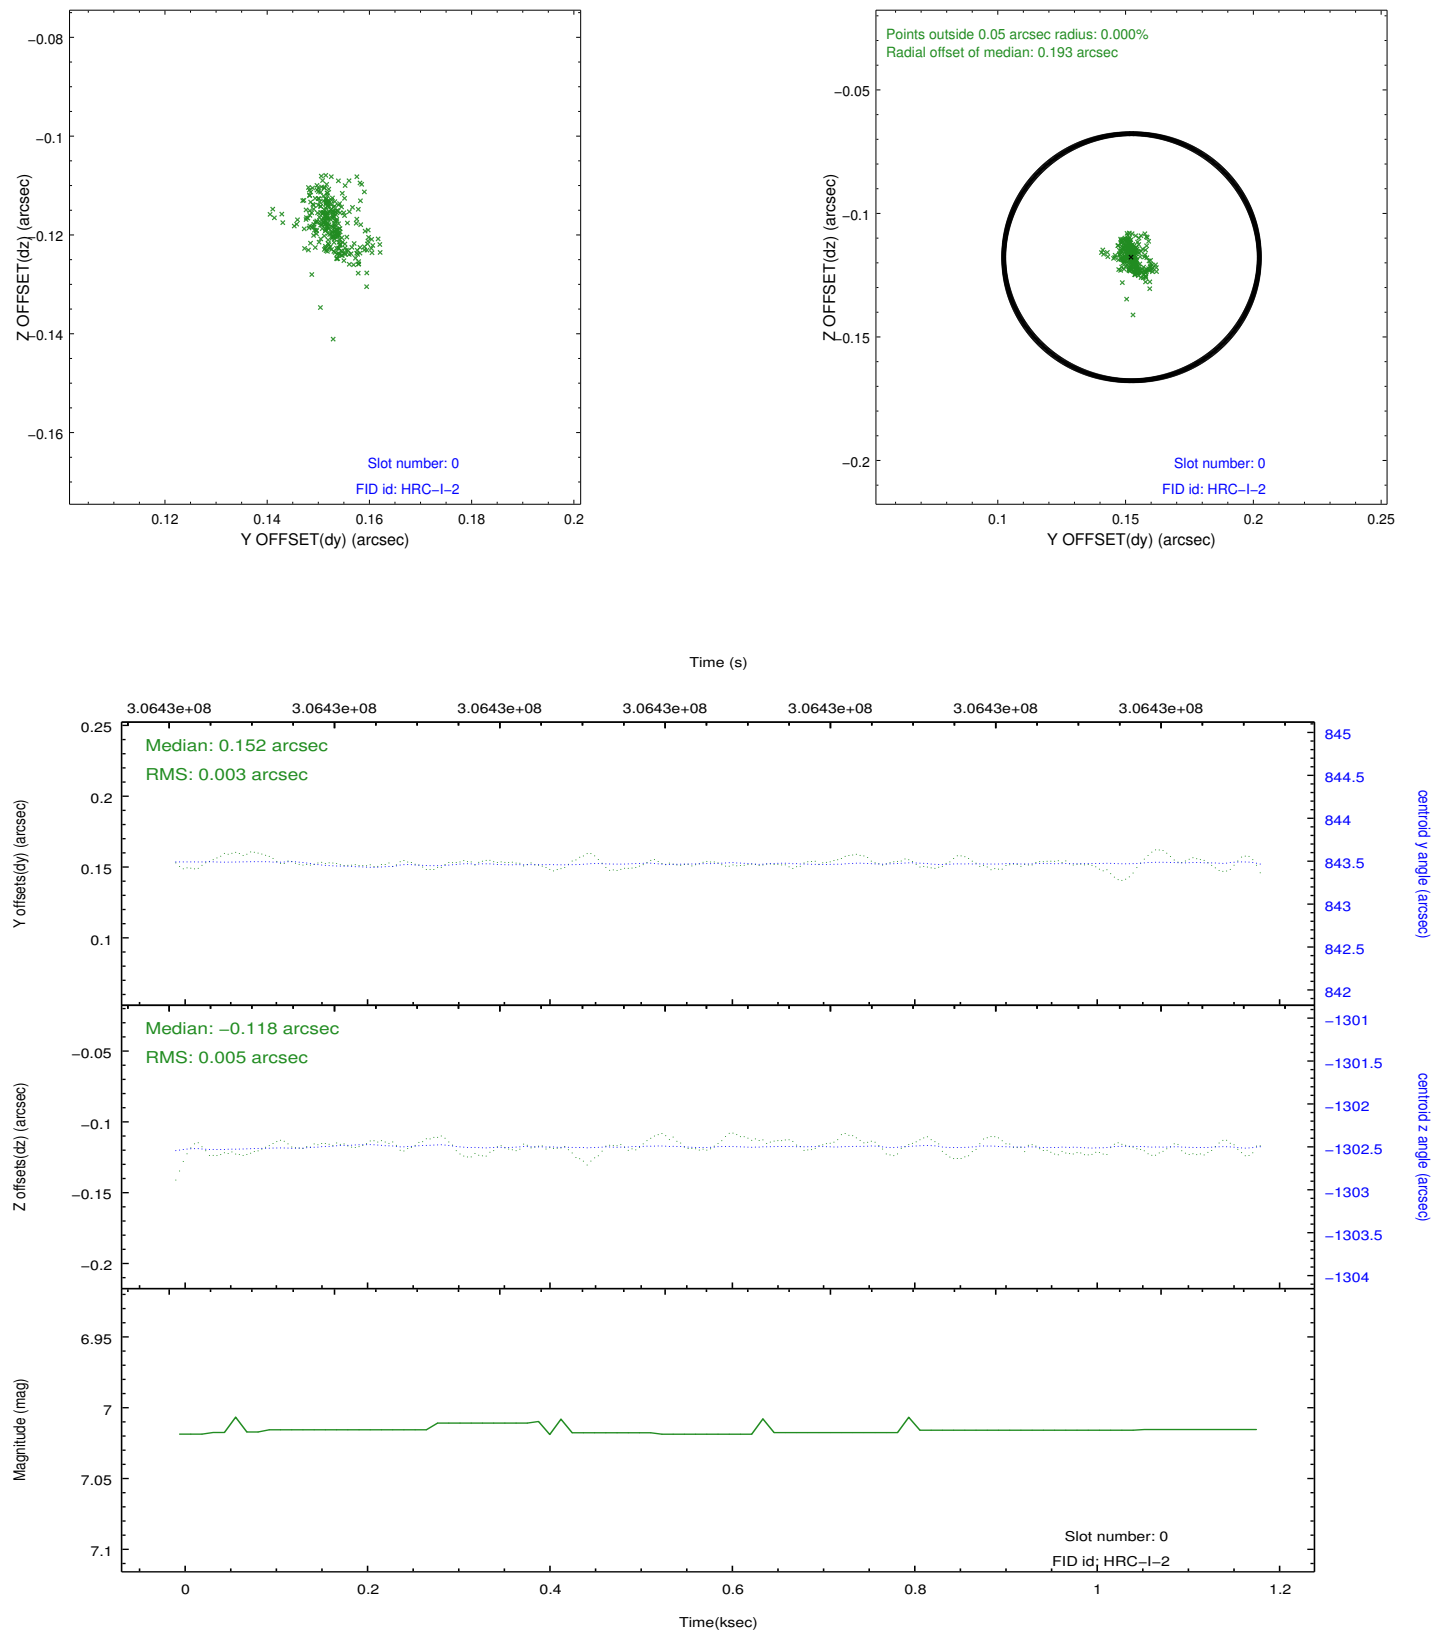 −0.08
−0.1
−0.12
−0.14
−0.16
Z OFFSET(dz) (arcsec)
Slot number: 0
FID id: HRC−I−2
0.12 0.14 0.16 0.18 0.2
Y OFFSET(dy) (arcsec)
Points outside 0.05 arcsec radius: 0.000%
Radial offset of median: 0.193 arcsec
−0.05
−0.1
−0.15
−0.2
Z OFFSET(dz) (arcsec)
Slot number: 0
FID id: HRC−I−2
0.1 0.15 0.2 0.25
Y OFFSET(dy) (arcsec)
Time (s)
3.0643e+08 3.0643e+08 3.0643e+08 3.0643e+08 3.0643e+08 3.0643e+08 3.0643e+08
Median: 0.152 arcsec
RMS: 0.003 arcsec
0.25
0.2
0.15
0.1
Y offsets(dy) (arcsec)
845
844.5
844
843.5
843
842.5
842
centroid y angle (arcsec)
Median: −0.118 arcsec
RMS: 0.005 arcsec
−0.05
−0.1
−0.15
−0.2
Z offsets(dz) (arcsec)
−1301
−1301.5
−1302
−1302.5
−1303
−1303.5
−1304
centroid z angle (arcsec)
6.95
7
7.05
7.1
Magnitude (mag)
Slot number: 0
FID id: HRC−I−2
0 0.2 0.4 0.6 0.8 1 1.2
Time(ksec)